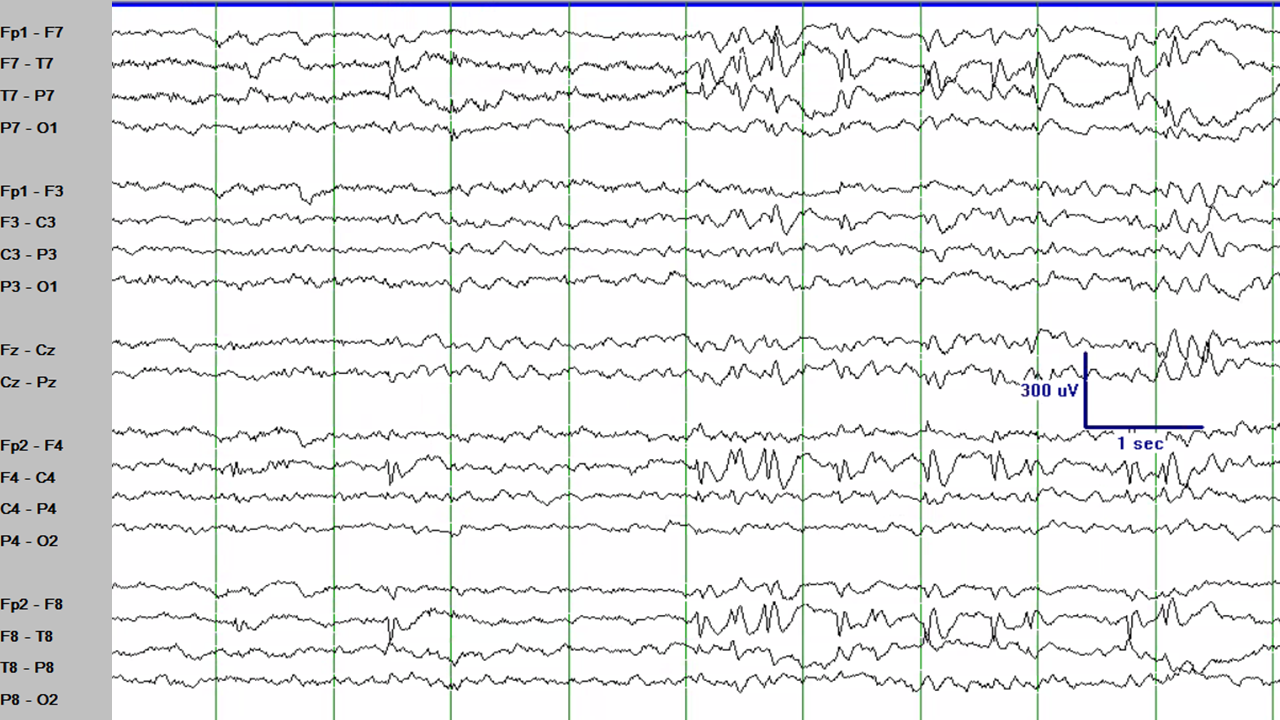 Fp1 - F7
F7 - T7
T7 - P7
P7 - O1
Fp1 - F3
F3 - C3
C3 - P3
P3 - O1
Fz - Cz
Cz - Pz
300 uV
1 sec
Fp2 - F4
F4 - C4
C4 - P4
P4 - O2
Fp2 - F8
F8 - T8
T8 - P8
P8 - O2